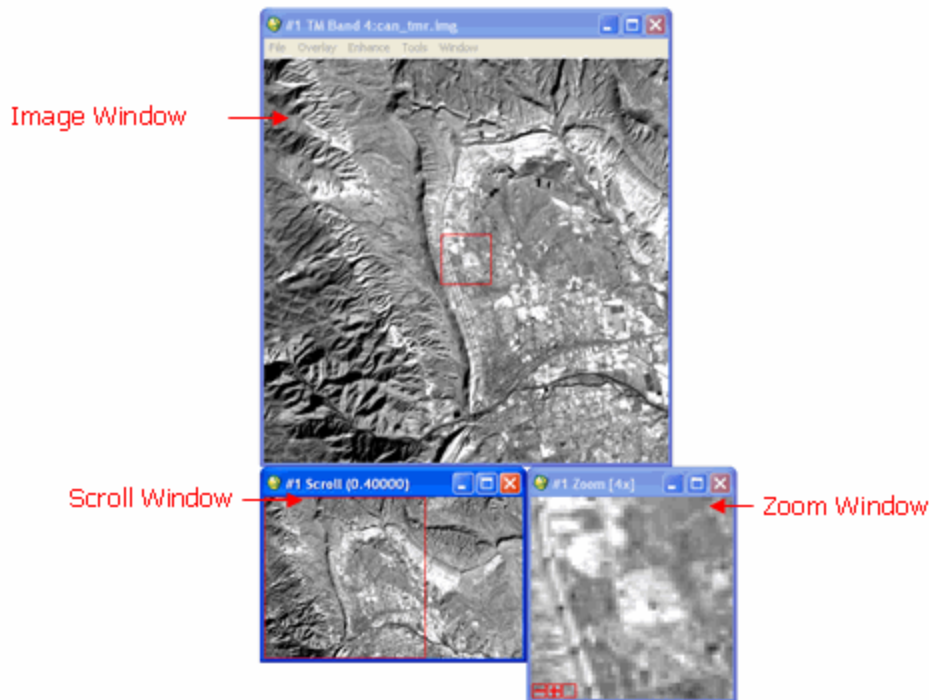 #1 TM Band 4:can_tmr.img
File Overlay Enhance Tools Window
Image Window
#1 Scroll (0.40000)
#1 Zoom [4x]
Scroll Window
Zoom Window